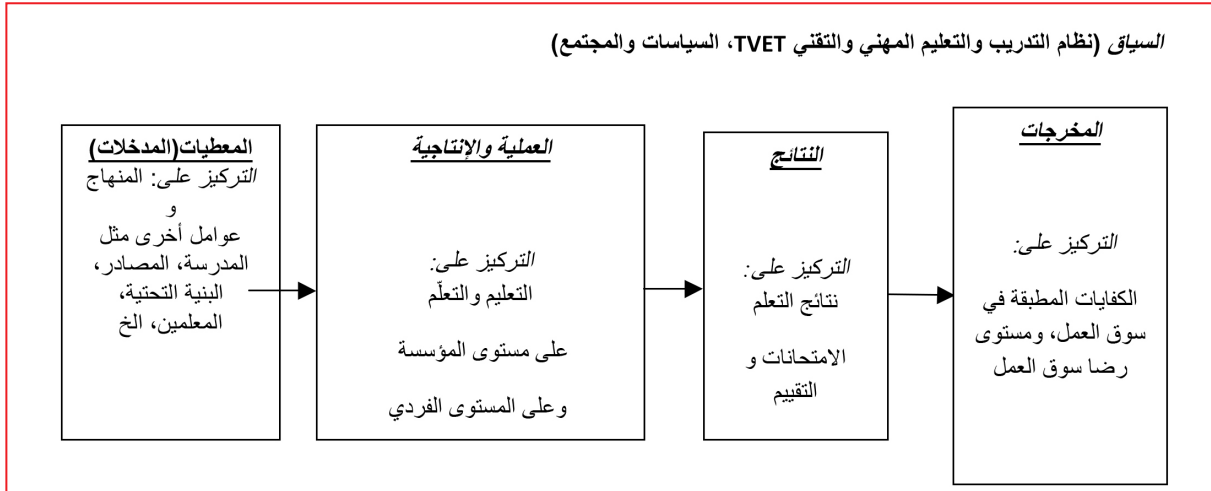 السياق (نظام التدريب والتعليم المهني والتقني TVET، السياسات والمجتمع)
المعطيات(المدخلات)
التركيز على: المنهاج
و
عوامل أخرى مثل
المدرسة، المصادر،
البنية التحتية،
المعلمين، الخ
العملية والإنتاجية
التركيز على:
التعليم والتعلّم
على مستوى المؤسسة
وعلى المستوى الفردي
النتائج
التركيز على:
نتائج التعلم
الامتحانات و
التقييم
المخرجات
التركيز على:
الكفايات المطبقة في
سوق العمل، ومستوى
رضا سوق العمل